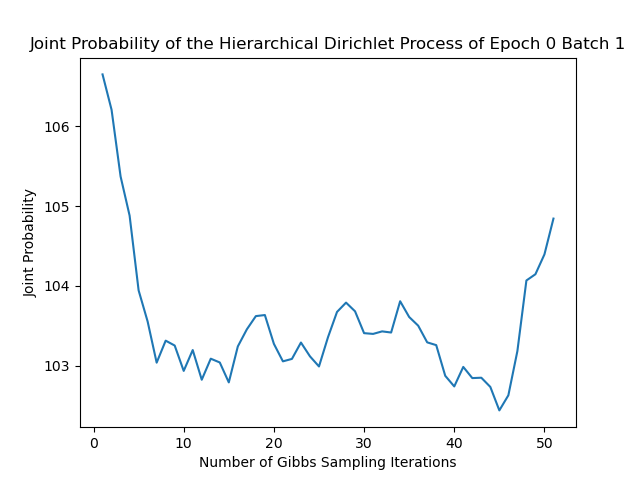 Joint Probability of the Hierarchical Dirichlet Process of Epoch 0 Batch 1
106
105
104
103
Joint Probability
0 10 20 30 40 50
Number of Gibbs Sampling Iterations